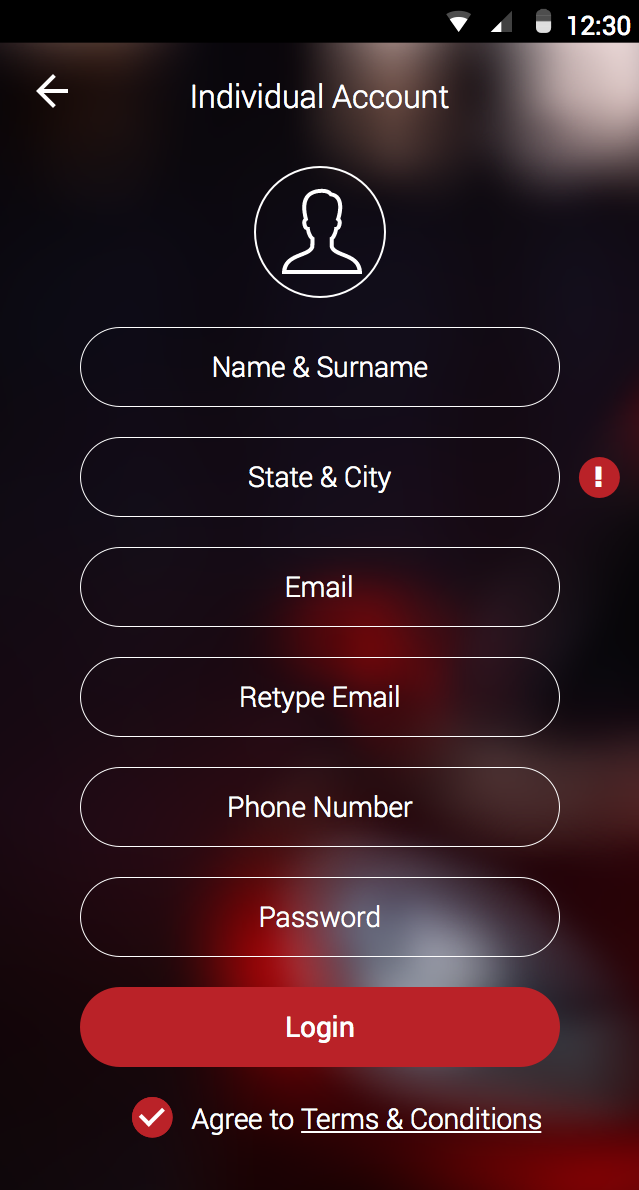 12:30
Individual Account
Name & Surname
State & City
!
Email
Retype Email
Phone Number
Password
Login
Agree to Terms & Conditions